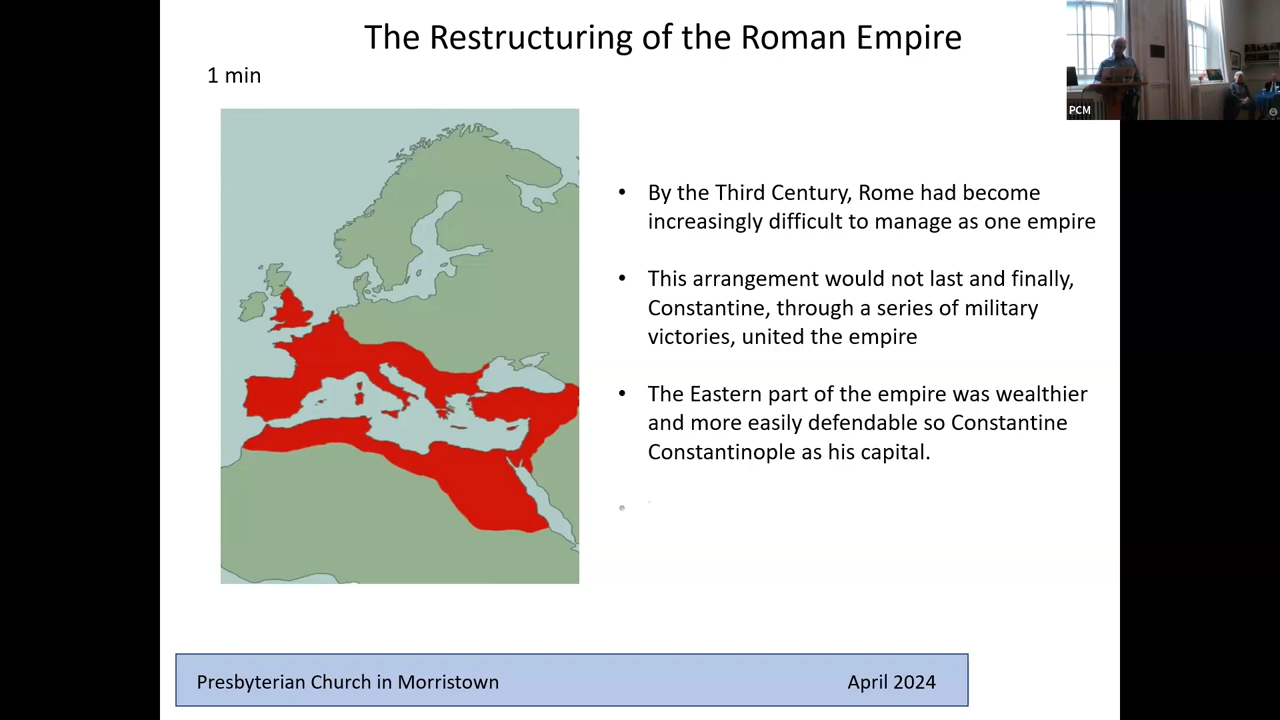 The Restructuring of the Roman Empire
1 min
PCM
• By the Third Century, Rome had become
increasingly difficult to manage as one empire
• This arrangement would not last and finally,
Constantine, through a series of military
victories, united the empire
• The Eastern part of the empire was wealthier
and more easily defendable so Constantine
Constantinople as his capital.
•
Presbyterian Church in Morristown April 2024